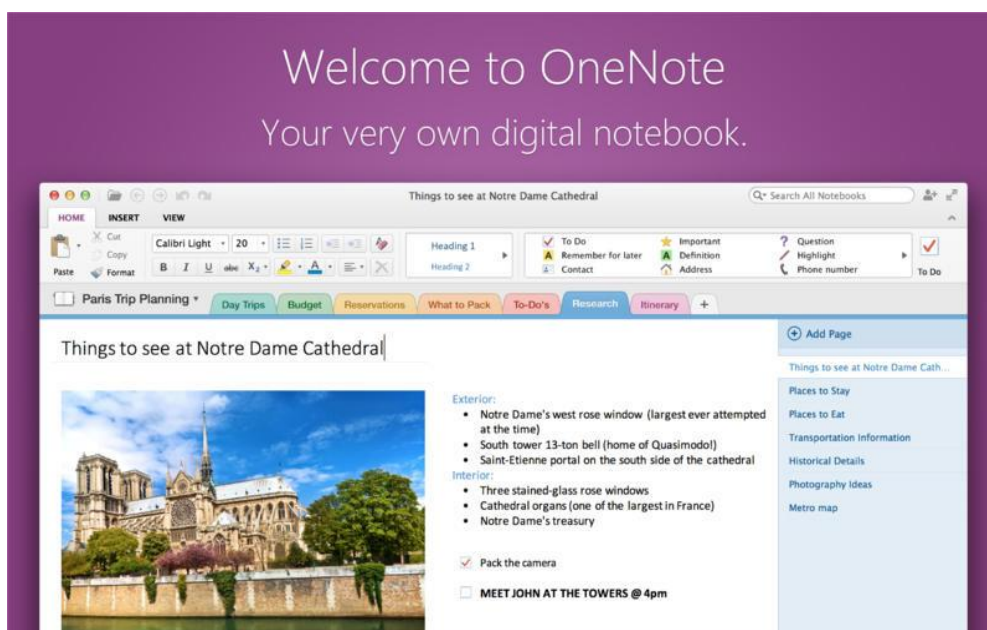 Welcome to OneNote
Your very own digital notebook.
Things to see at Notre Dame Cathedral
Search All Notebooks
HOME INSERT VIEW
Cut
Copy
Paste
Format
Calibri Light 20
B I U abc X₂ A
Heading 1
Heading 2
To Do
Remember for later
Contact
Important
Definition
Address
Question
Highlight
Phone number
To Do
Paris Trip Planning
Day Trips Budget Reservations What to Pack To-Do's Research Itinerary +
Things to see at Notre Dame Cathedral
Exterior:
• Notre Dame's west rose window (largest ever attempted
at the time)
• South tower 13-ton bell (home of Quasimodo!)
• Saint-Etienne portal on the south side of the cathedral
Interior:
• Three stained-glass rose windows
• Cathedral organs (one of the largest in France)
• Notre Dame's treasury
Pack the camera
MEET JOHN AT THE TOWERS @ 4pm
Add Page
Things to see at Notre Dame Cath...
Places to Stay
Places to Eat
Transportation Information
Historical Details
Photography Ideas
Metro map